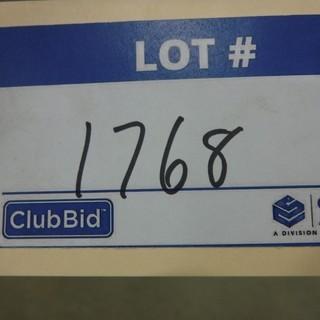 LOT #
1768
ClubBid
A DIVISION